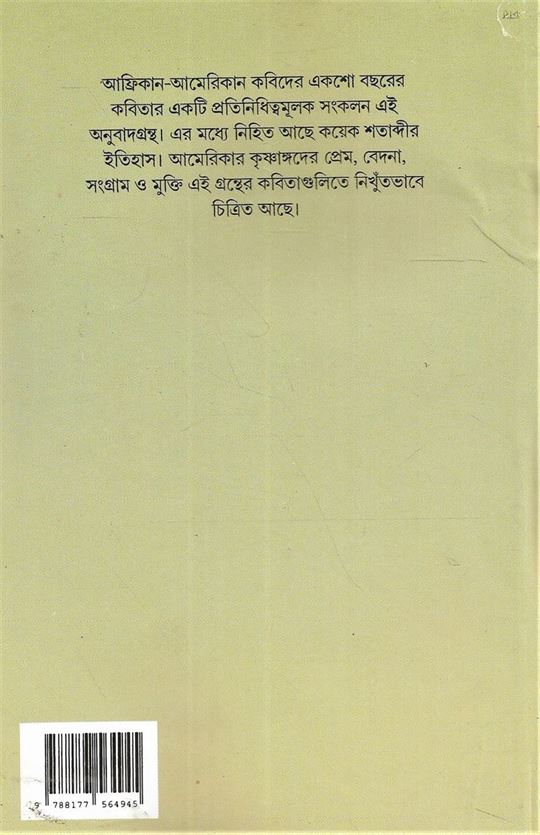 আফ্রিকান-আমেরিকান কবিদের একশো বছরের
কবিতার একটি প্রতিনিধিত্বমূলক সংকলন এই
অনুবাদগ্রন্থ। এর মধ্যে নিহিত আছে কয়েক শতাব্দীর
ইতিহাস। আমেরিকার কৃষ্ণাঙ্গদের প্রেম, বেদনা,
সংগ্রাম ও মুক্তি এই গ্রন্থের কবিতাগুলিতে নিখুঁতভাবে
চিত্রিত আছে।
9 788177 564945